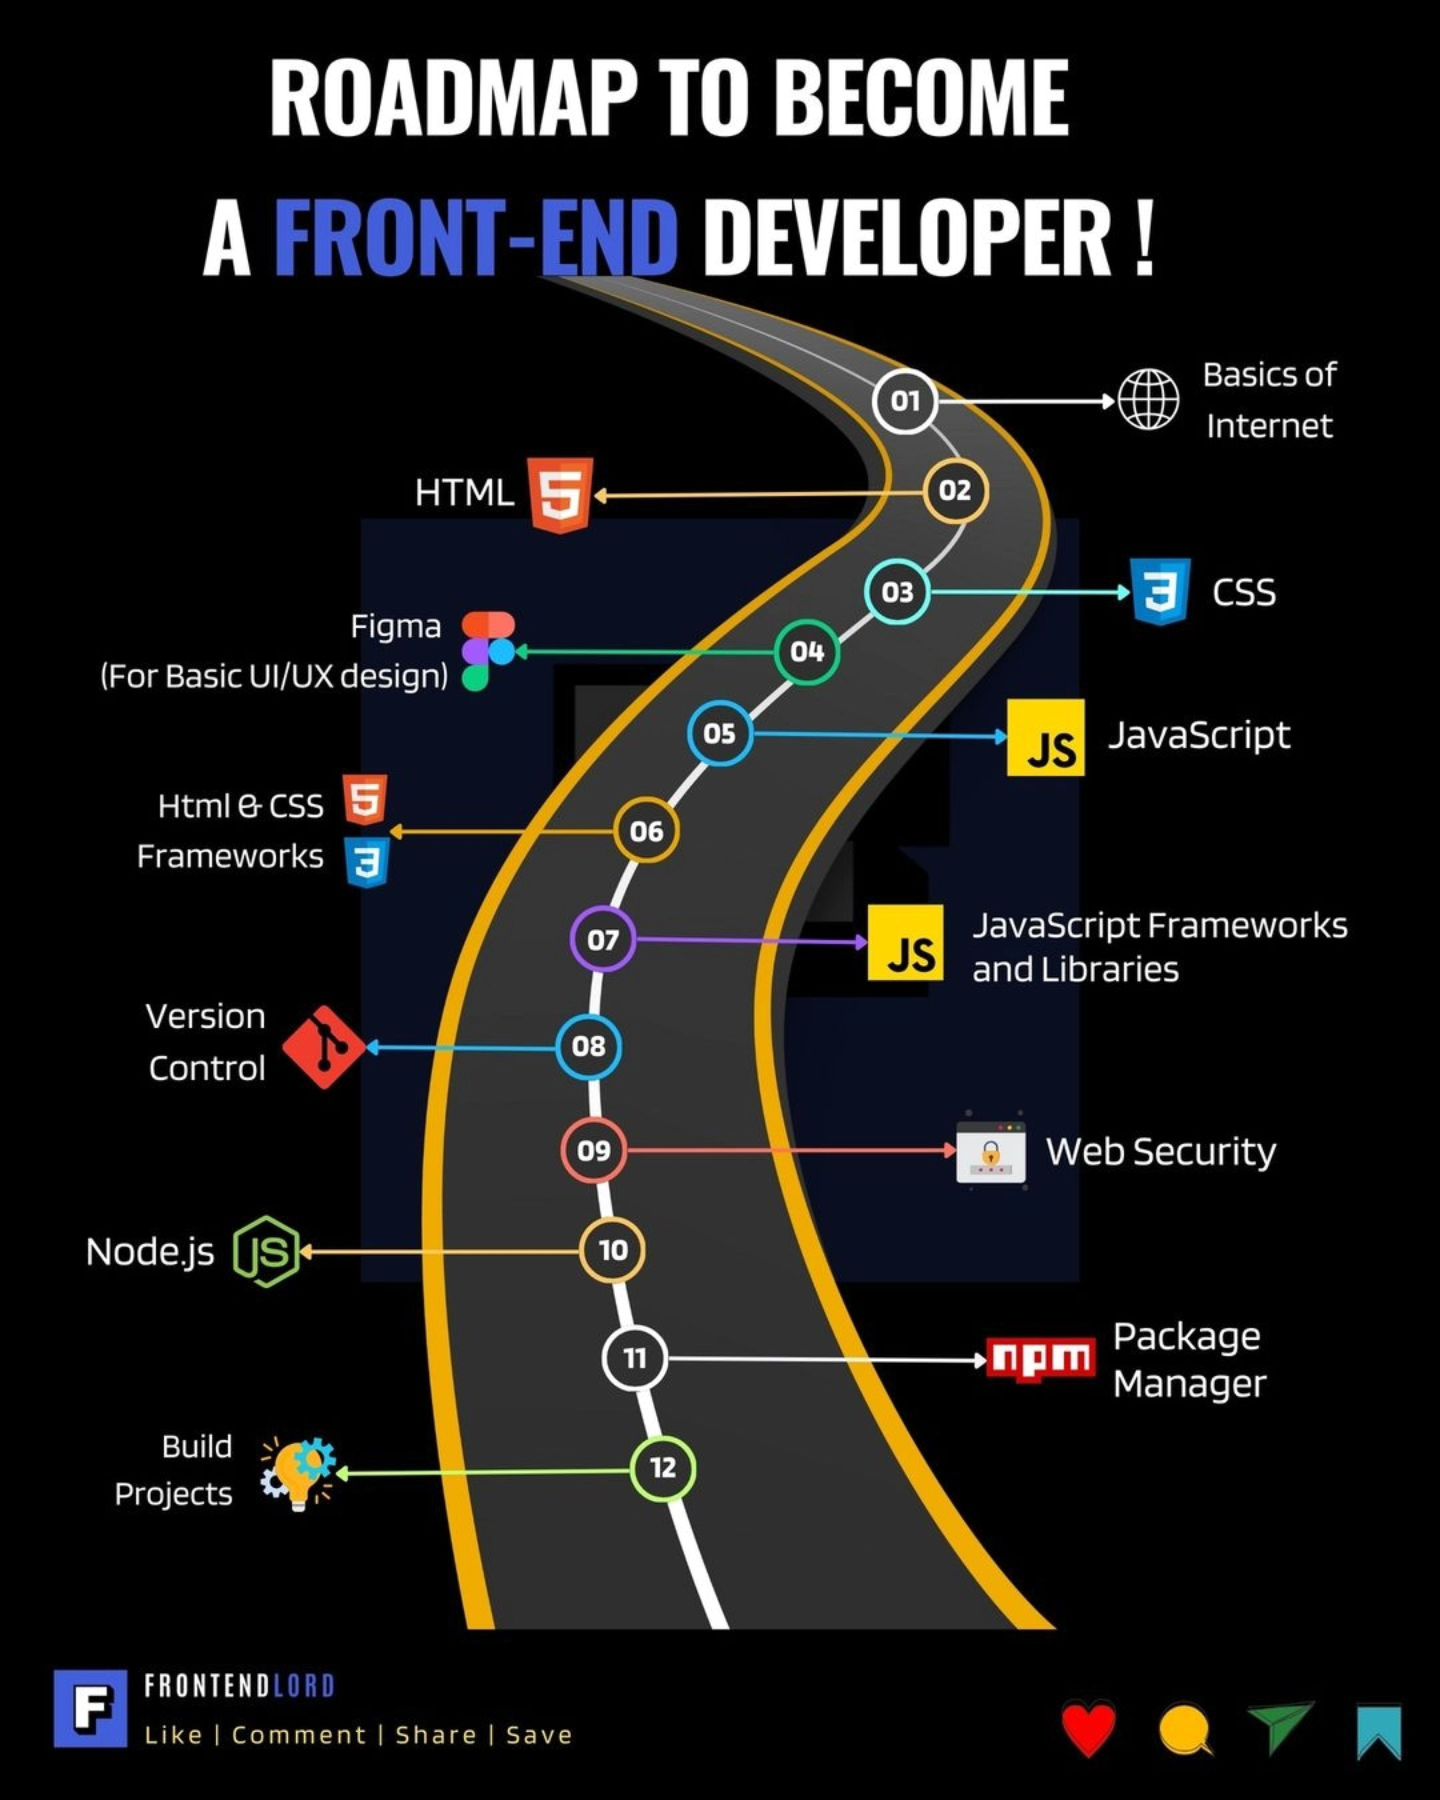 ROADMAP TO BECOME
A FRONT-END DEVELOPER !
01
Basics of
Internet
02
HTML
5
03
3
CSS
04
Figma
(For Basic UI/UX design)
05
JS
JavaScript
06
Html & CSS
Frameworks
5
3
07
JS
JavaScript Frameworks
and Libraries
08
Version
Control
09
Web Security
10
Node.js
JS
11
npm
Package
Manager
12
Build
Projects
F
FRONTENDLORD
Like | Comment | Share | Save